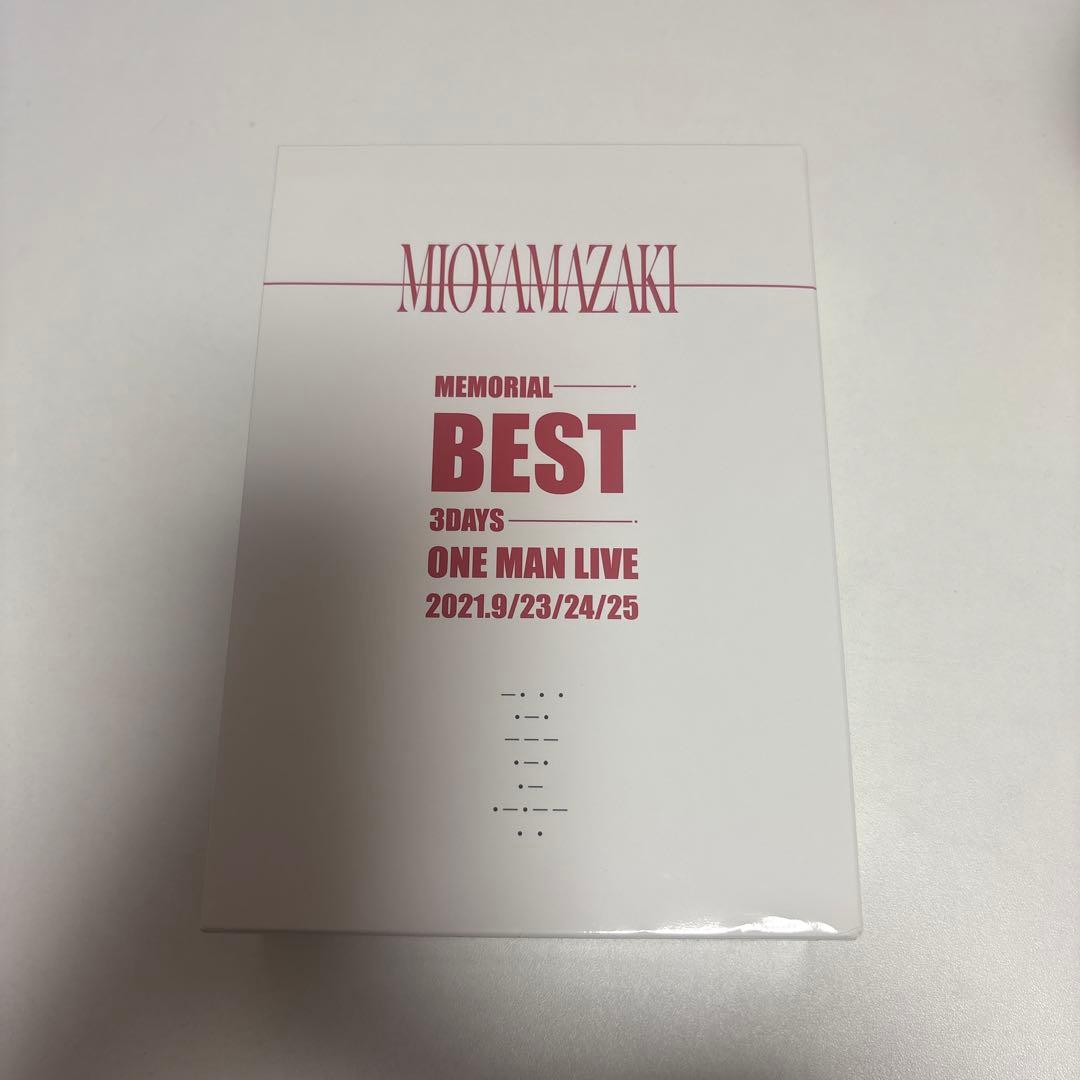 MIOYAMAZAKI
MEMORIAL
BEST
3DAYS
ONE MAN LIVE
2021.9/23/24/25
—• • •
•—•
———
•—•
•—
•—•——
• •